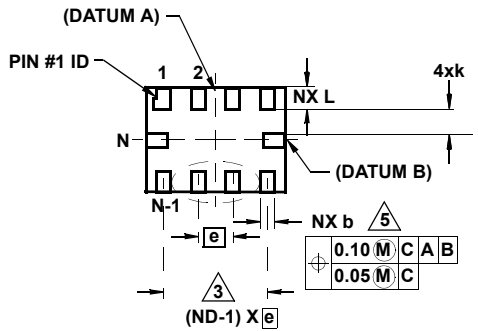 (DATUM A)
PIN #1 ID
1 2
NX L
4xk
N
(DATUM B)
N-1
NX b 5
e
0.10 M C A B
0.05 M C
3
(ND-1) X e